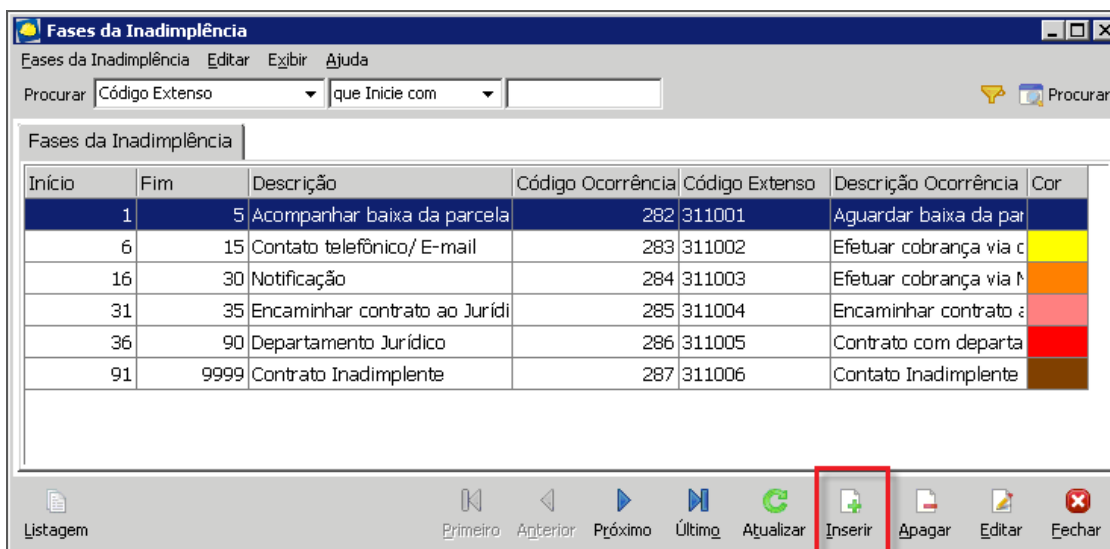 Fases da Inadimplência
Fases da Inadimplência Editar Exibir Ajuda
Procurar Código Extenso que Inicie com Procurar
Fases da Inadimplência
Início Fim Descrição Código Ocorrência Código Extenso Descrição Ocorrência Cor
1 5 Acompanhar baixa da parcela 282 311001 Aguardar baixa da par
6 15 Contato telefônico/ E-mail 283 311002 Efetuar cobrança via c
16 30 Notificação 284 311003 Efetuar cobrança via N
31 35 Encaminhar contrato ao Jurídi 285 311004 Encaminhar contrato a
36 90 Departamento Jurídico 286 311005 Contrato com departa
91 9999 Contrato Inadimplente 287 311006 Contato Inadimplente
Listagem Primeiro Anterior Próximo Último Atualizar Inserir Apagar Editar Fechar